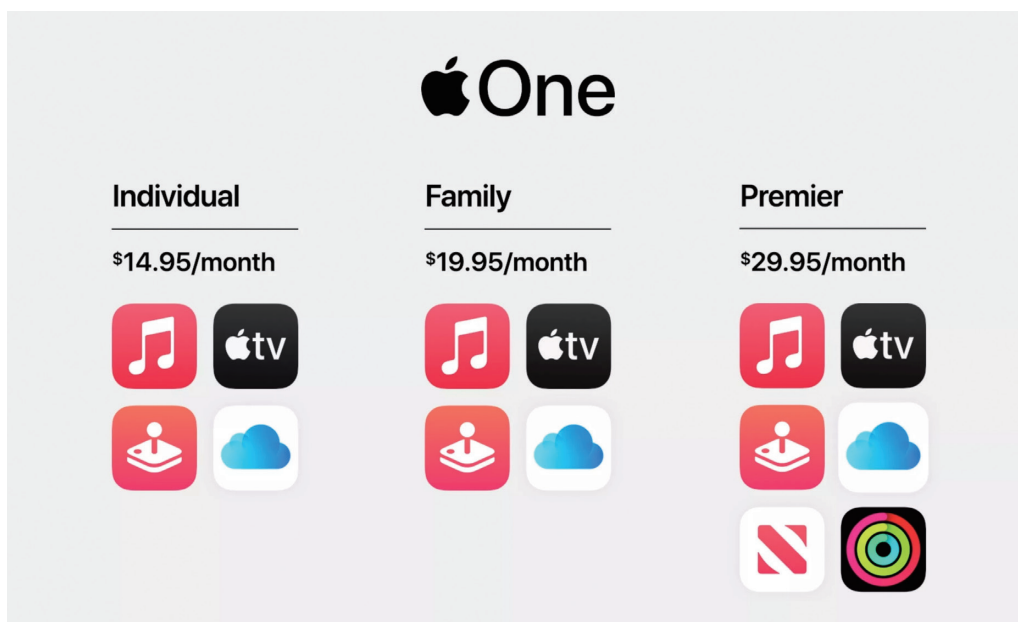 One
Individual
$14.95/month
tv
Family
$19.95/month
tv
Premier
$29.95/month
tv